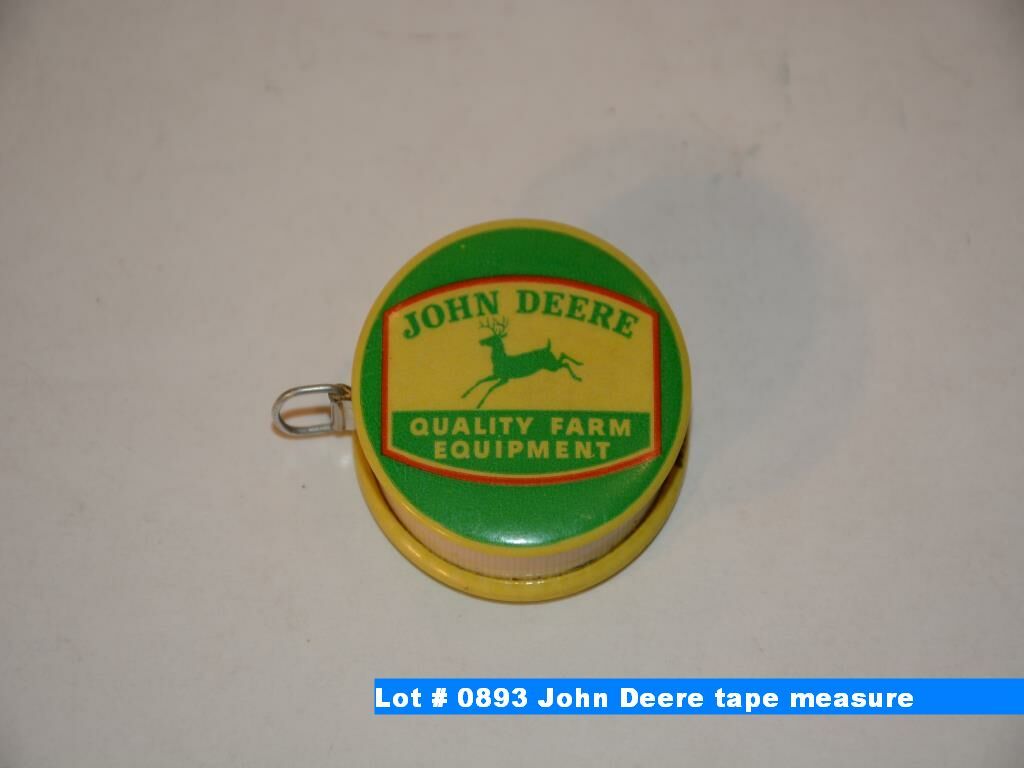 JOHN DEERE
QUALITY FARM
EQUIPMENT
Lot # 0893 John Deere tape measure